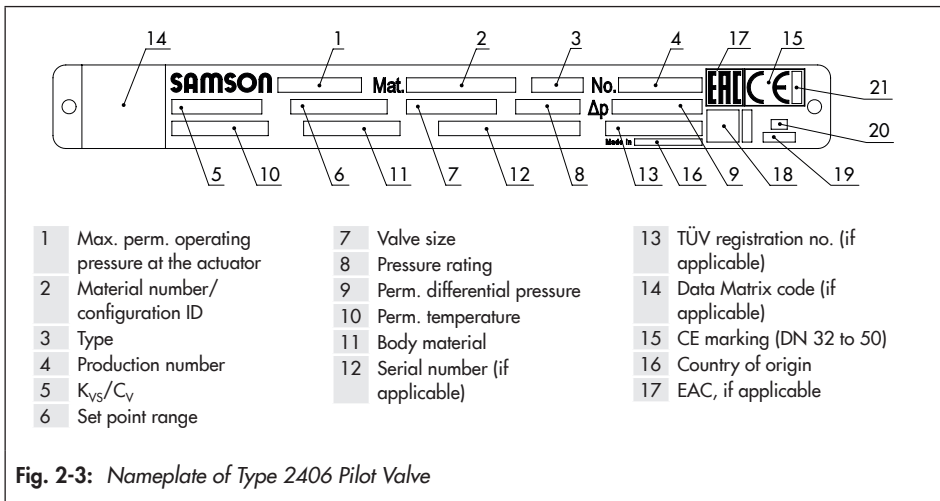 14 1 2 3 4 17 15
SAMSON Mat. No. EAC CE 21
Δp
Made in 20
5 10 6 11 7 12 8 13 16 9 18 19
1 Max. perm. operating
pressure at the actuator
2 Material number/
configuration ID
3 Type
4 Production number
5 KVS/CV
6 Set point range
7 Valve size
8 Pressure rating
9 Perm. differential pressure
10 Perm. temperature
11 Body material
12 Serial number (if
applicable)
13 TÜV registration no. (if
applicable)
14 Data Matrix code (if
applicable)
15 CE marking (DN 32 to 50)
16 Country of origin
17 EAC, if applicable
Fig. 2-3: Nameplate of Type 2406 Pilot Valve